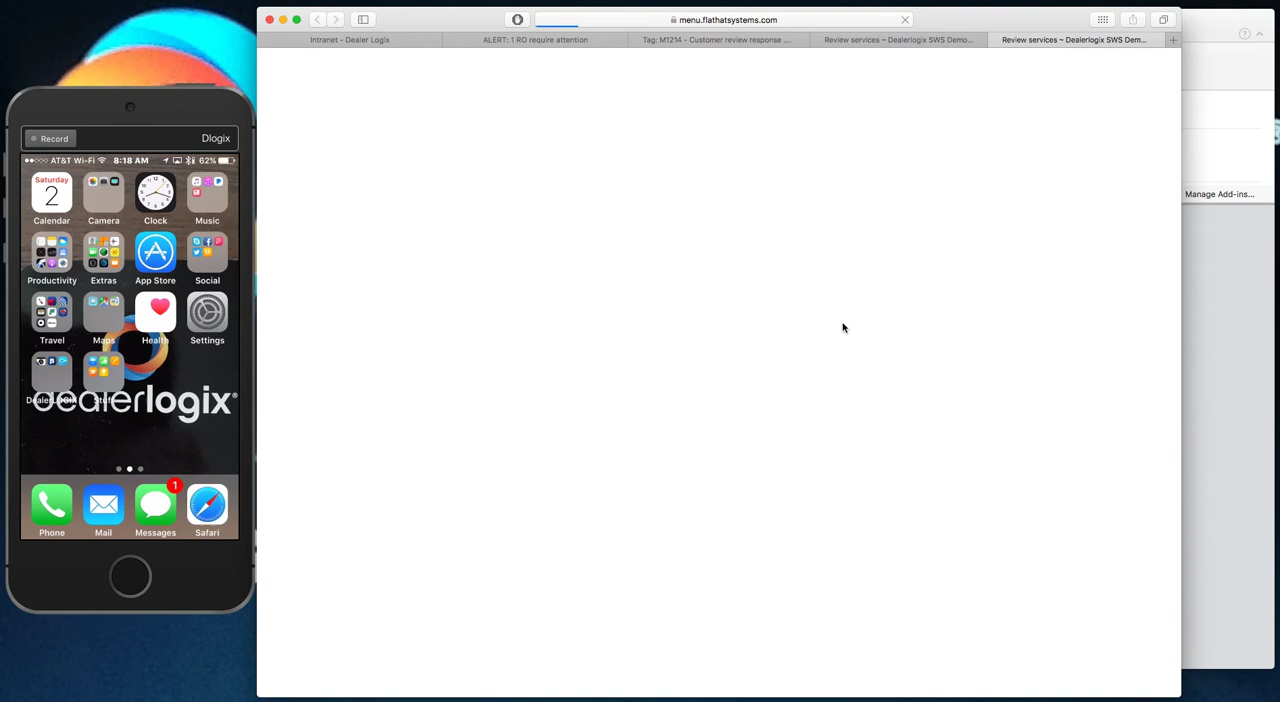 menu.flathatsystems.com
Intranet - Dealer Logix
ALERT: 1 RO require attention
Tag: M1214 - Customer review response ....
Review services ~ Dealerlogix SWS Demo...
Review services ~ Dealerlogix SWS Dem...
Manage Add-ins...
Record
Dlogix
AT&T Wi-Fi 8:18 AM 62%
Saturday
2
Calendar Camera Clock Music
Productivity Extras App Store Social
Travel Maps Health Settings
Stuff
dealerlogix®
1
Phone Mail Messages Safari